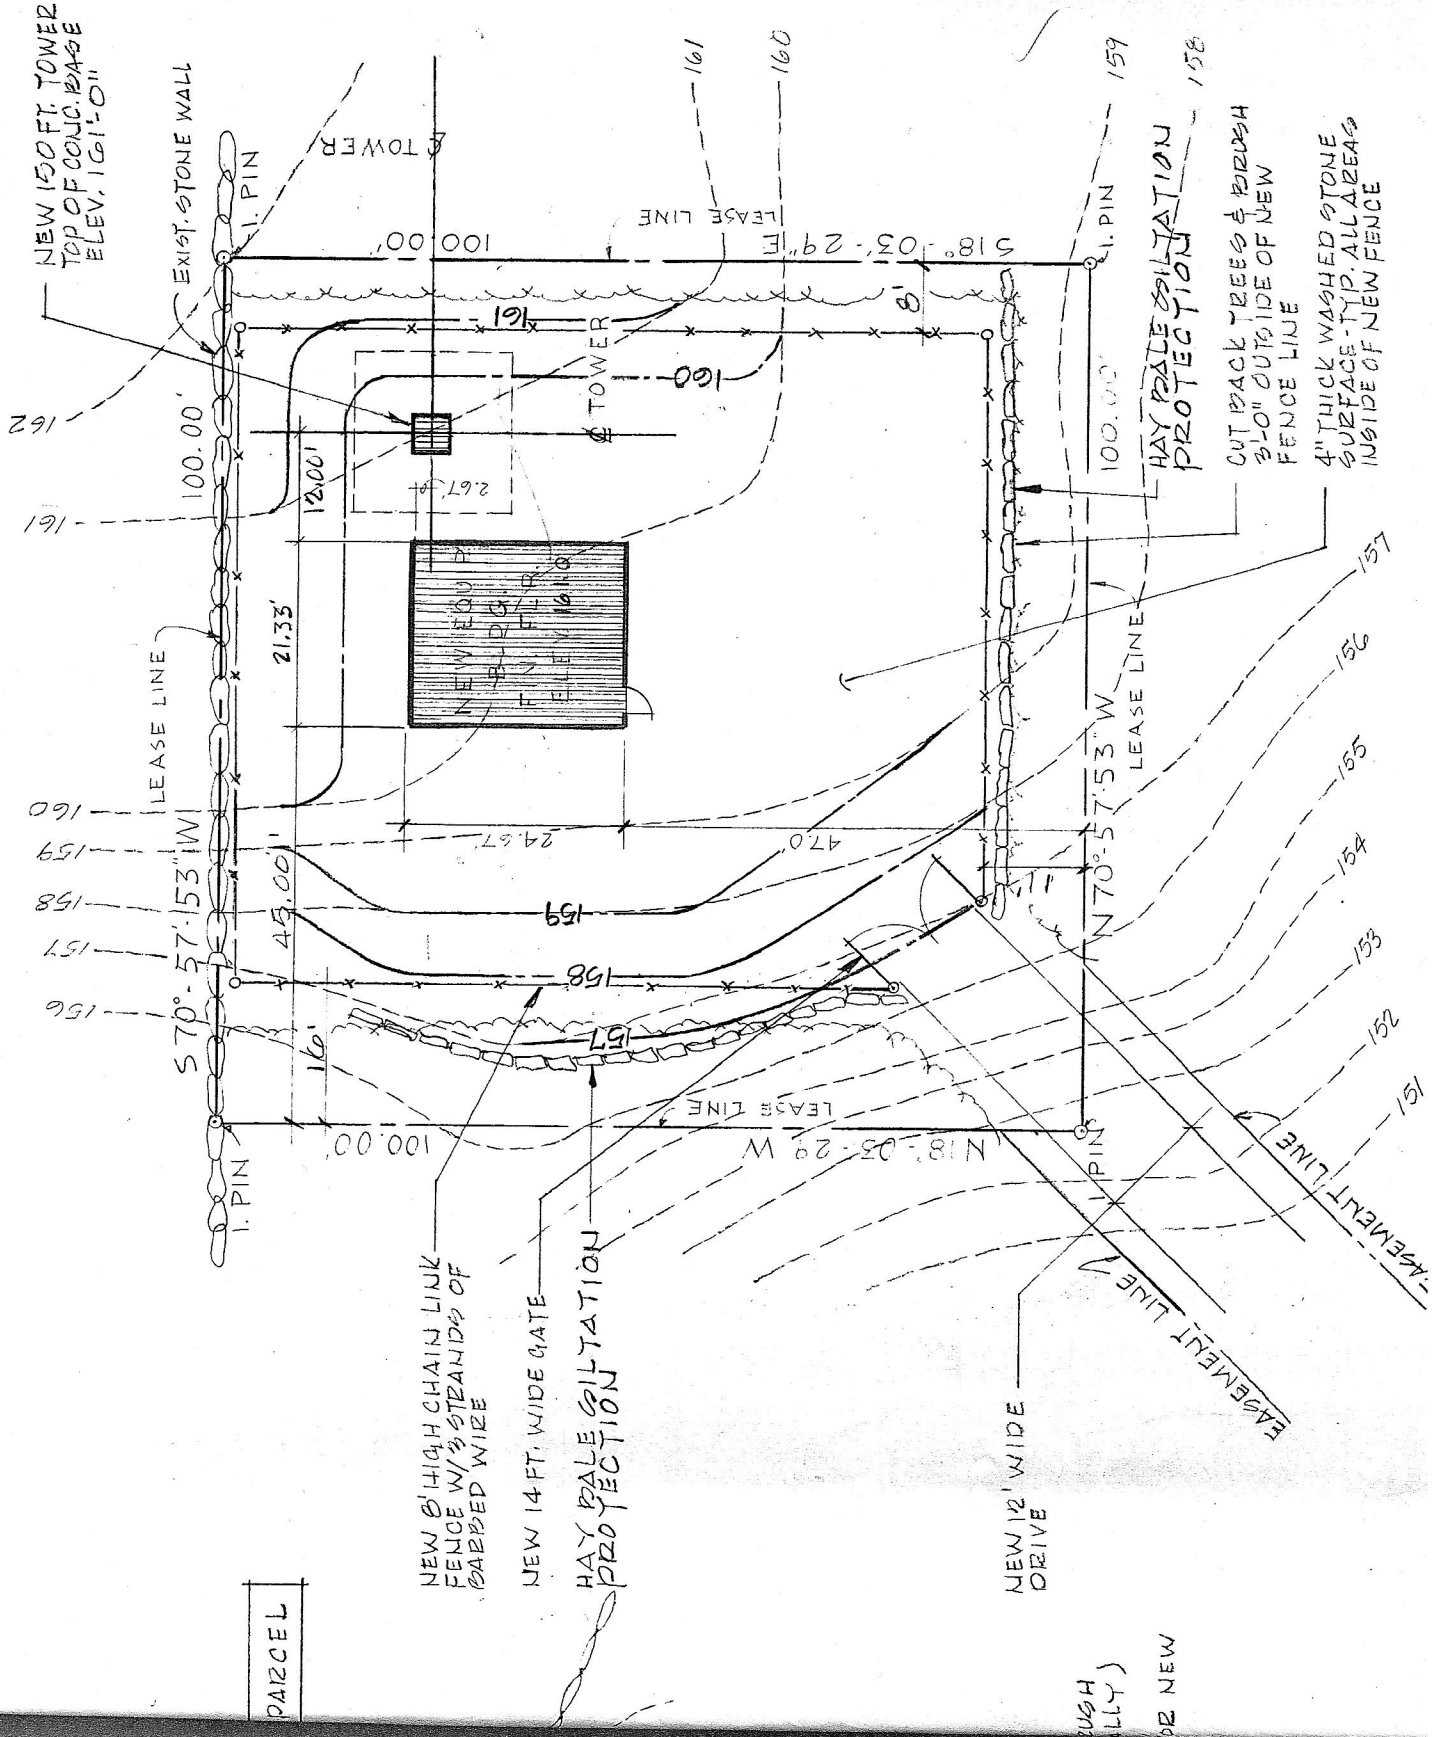 NEW 150 FT. TOWER
TOP OF CONC. BASE
ELEV. 161'-0"
EXIST. STONE WALL
I. PIN
162
161
160
159
158
157
156
LEASE LINE
S 70°-57'-53" W
100.00'
12.00'
21.33'
45.00'
16'
℄ TOWER
161
160
159
158
LEASE LINE
S18°-03'-29"E
100.00'
8'
I. PIN
161
160
℄ TOWER
2.67'
NEW EQUIP
BLDG.
FIN. FLR.
ELEV. 161.0
24.67'
47.0'
11'
159
158
157
HAY BALE SILTATION
PROTECTION
CUT BACK TREES & BRUSH
3'-0" OUTSIDE OF NEW
FENCE LINE
4" THICK WASHED STONE
SURFACE-TYP. ALL AREAS
INSIDE OF NEW FENCE
100.00'
N 70°-57'-53" W
LEASE LINE
157
156
155
154
153
152
151
LEASE LINE
N18°-03'-29 W
100.00'
I. PIN
I. PIN
NEW 8' HIGH CHAIN LINK
FENCE W/3 STRANDS OF
BARBED WIRE
NEW 14 FT. WIDE GATE
HAY BALE SILTATION
PROTECTION
NEW 12' WIDE
DRIVE
EASEMENT LINE
EASEMENT LINE
PARCEL
OR NEW